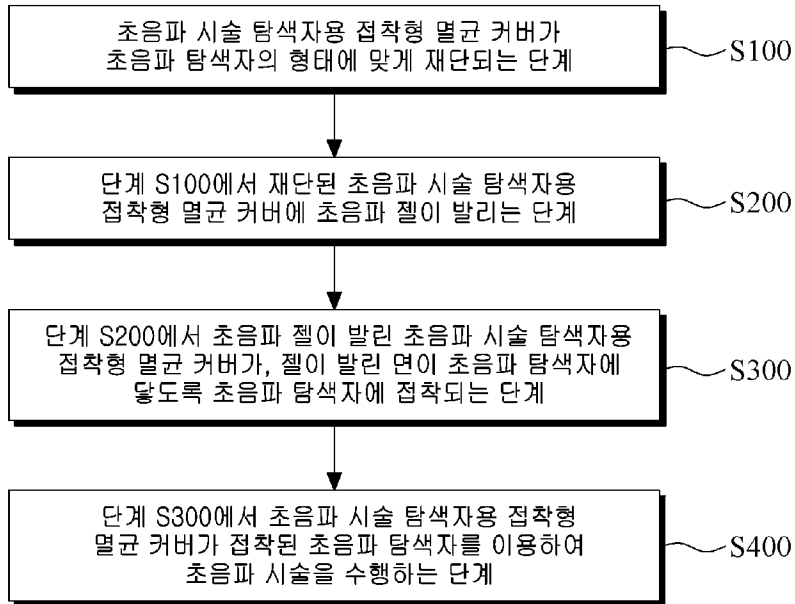 초음파 시술 탐색자용 접착형 멸균 커버가
초음파 탐색자의 형태에 맞게 재단되는 단계
S100
단계 S100에서 재단된 초음파 시술 탐색자용
접착형 멸균 커버에 초음파 젤이 발리는 단계
S200
단계 S200에서 초음파 젤이 발린 초음파 시술 탐색자용
접착형 멸균 커버가, 젤이 발린 면이 초음파 탐색자에
닿도록 초음파 탐색자에 접착되는 단계
S300
단계 S300에서 초음파 시술 탐색자용 접착형
멸균 커버가 접착된 초음파 탐색자를 이용하여
초음파 시술을 수행하는 단계
S400